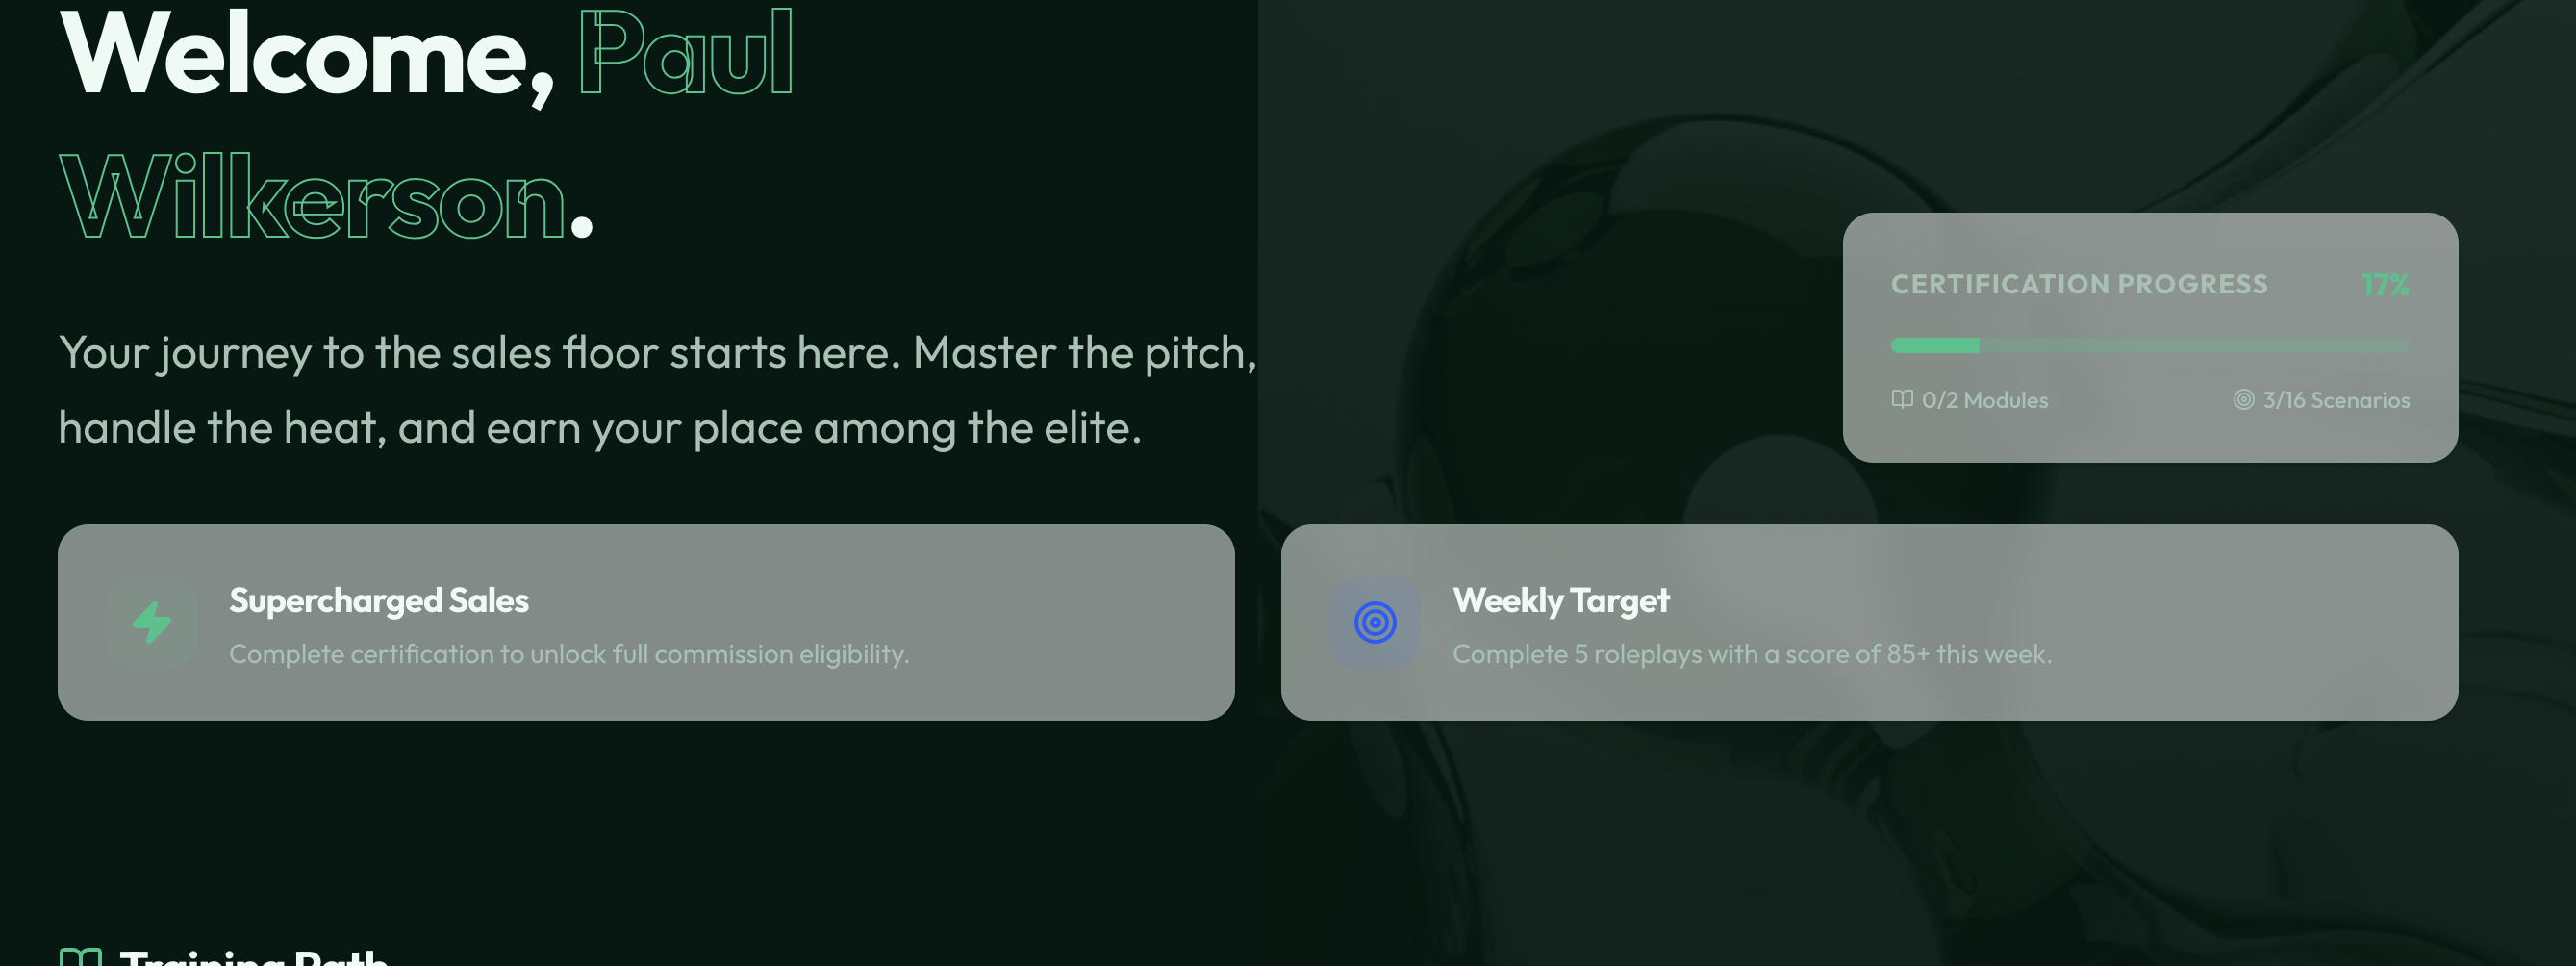 Welcome, Paul
Wilkerson.
Your journey to the sales floor starts here. Master the pitch,
handle the heat, and earn your place among the elite.
CERTIFICATION PROGRESS 17%
0/2 Modules 3/16 Scenarios
Supercharged Sales
Complete certification to unlock full commission eligibility.
Weekly Target
Complete 5 roleplays with a score of 85+ this week.
Training Path